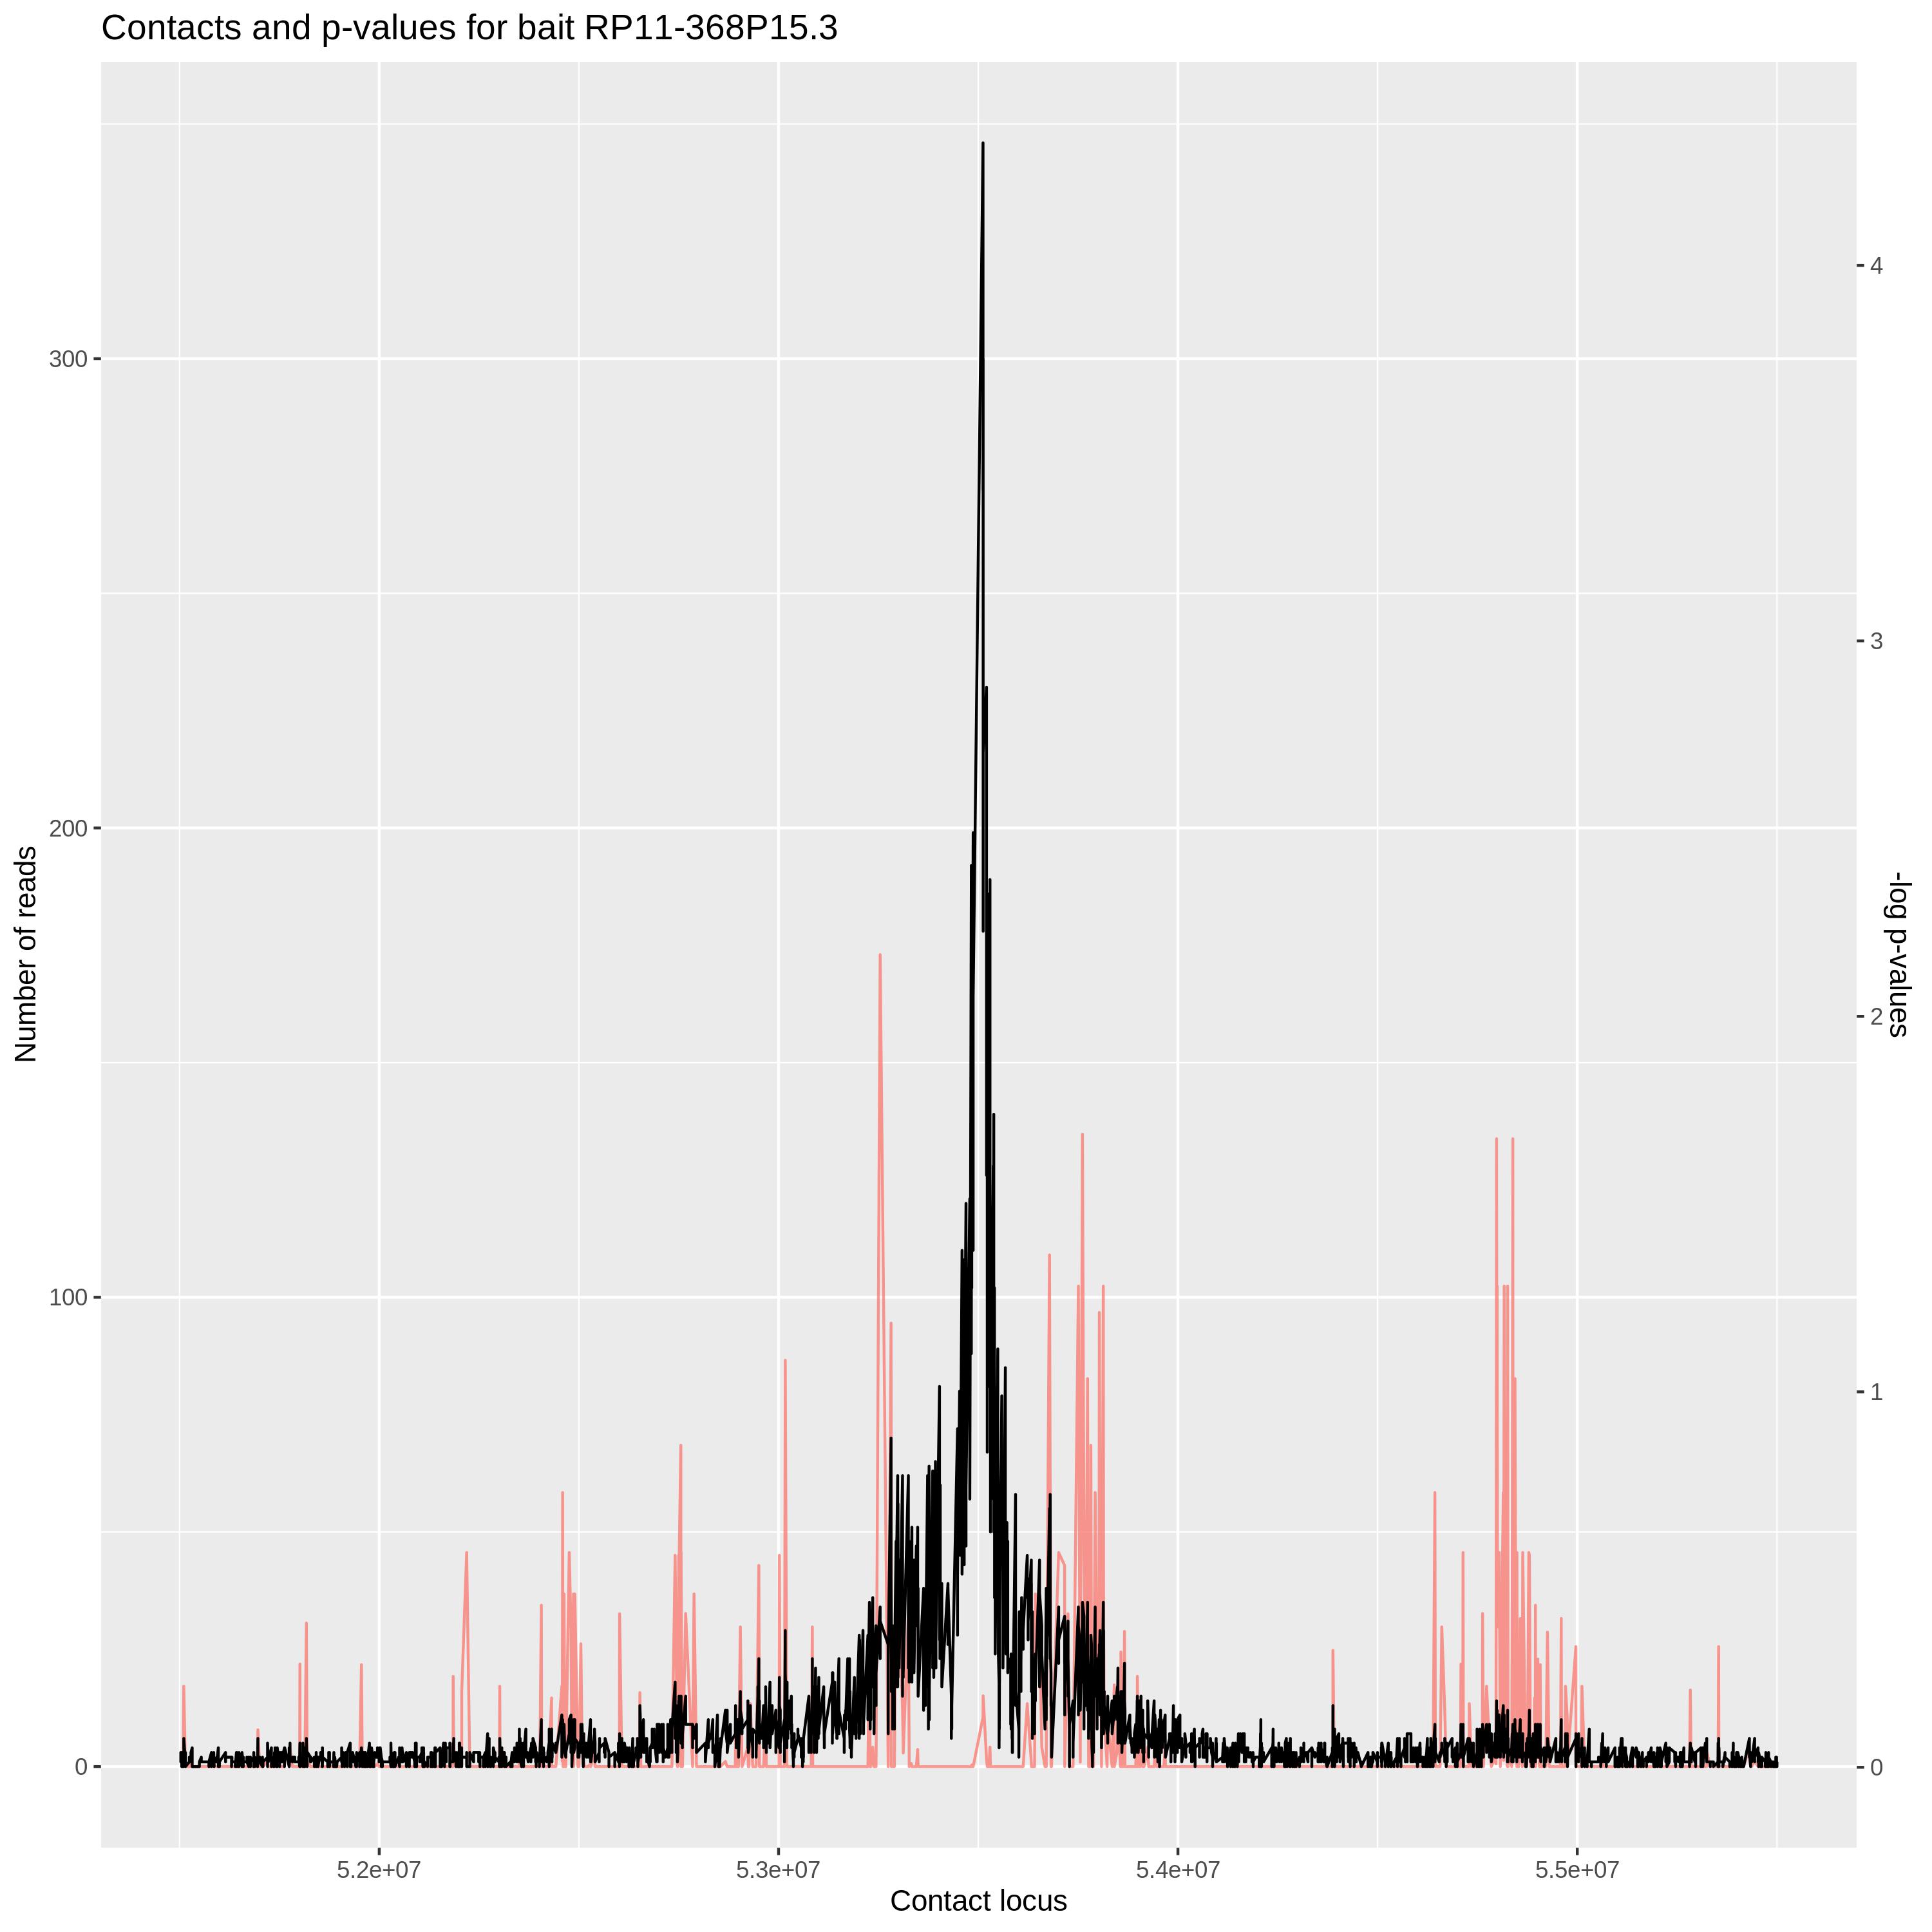 Contacts and p-values for bait RP11-368P15.3
Number of reads
300
200
100
0
4
3
2
1
0
-log p-values
5.2e+07 5.3e+07 5.4e+07 5.5e+07
Contact locus